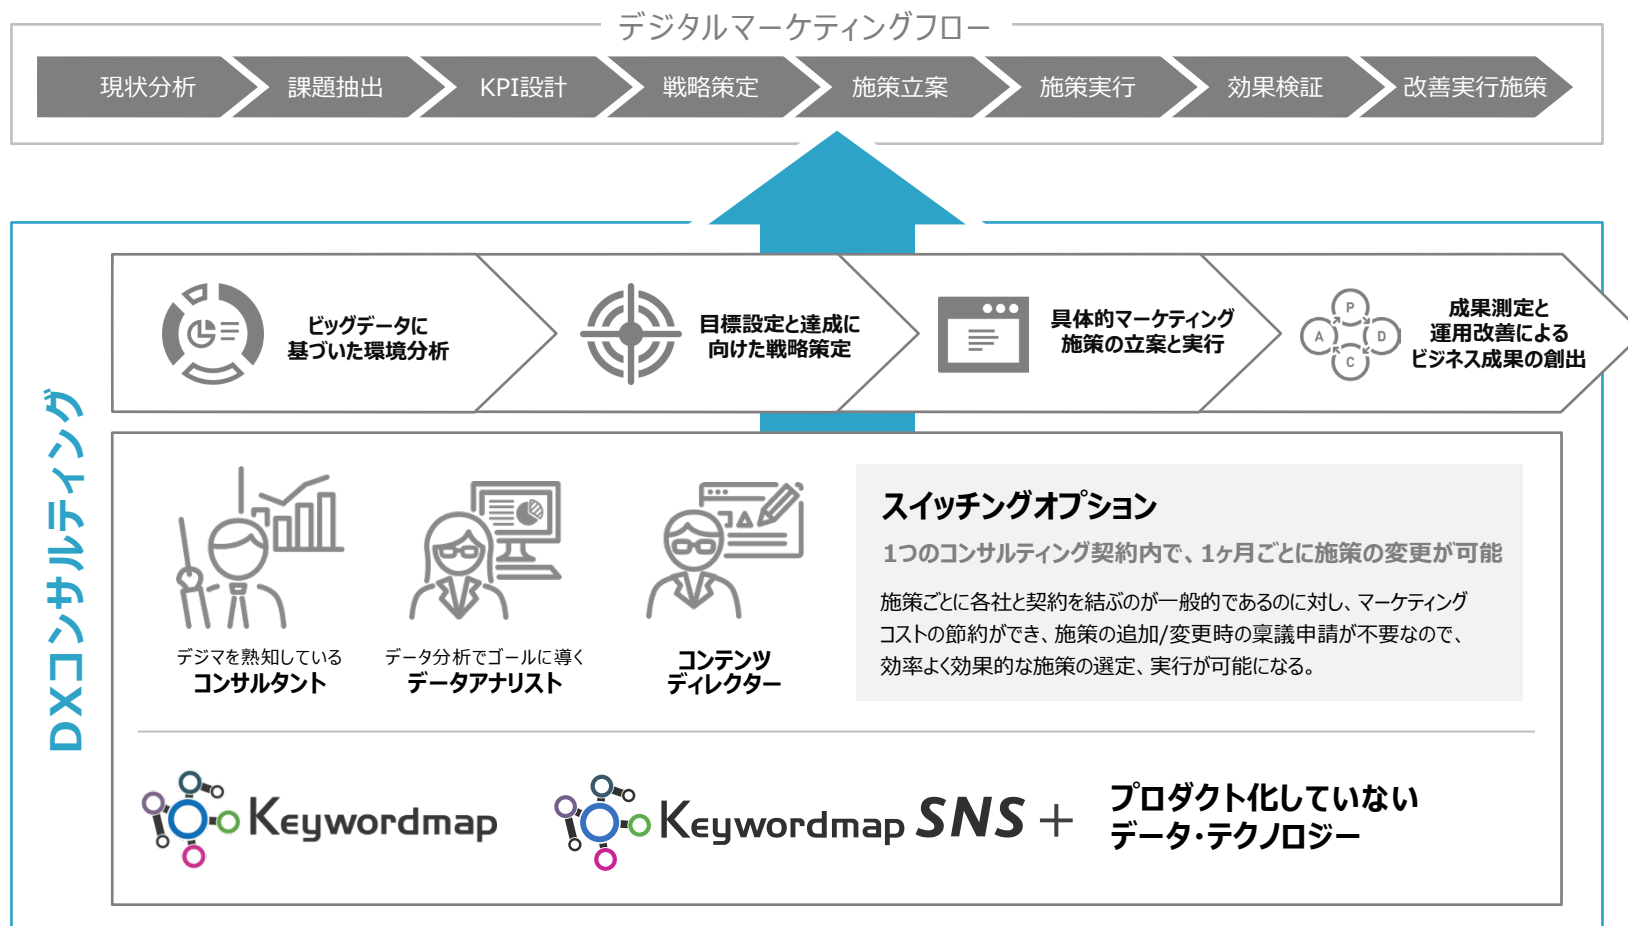 デジタルマーケティングフロー
現状分析
課題抽出
KPI設計
戦略策定
施策立案
施策実行
効果検証
改善実行施策
DXコンサルティング
ビッグデータに
基づいた環境分析
目標設定と達成に
向けた戦略策定
具体的マーケティング
施策の立案と実行
P
D
C
A
成果測定と
運用改善による
ビジネス成果の創出
デジマを熟知している
コンサルタント
データ分析でゴールに導く
データアナリスト
コンテンツ
ディレクター
スイッチングオプション
1つのコンサルティング契約内で、1ヶ月ごとに施策の変更が可能
施策ごとに各社と契約を結ぶのが一般的であるのに対し、マーケティング
コストの節約ができ、施策の追加/変更時の稟議申請が不要なので、
効率よく効果的な施策の選定、実行が可能になる。
Keywordmap
Keywordmap SNS +
プロダクト化していない
データ・テクノロジー